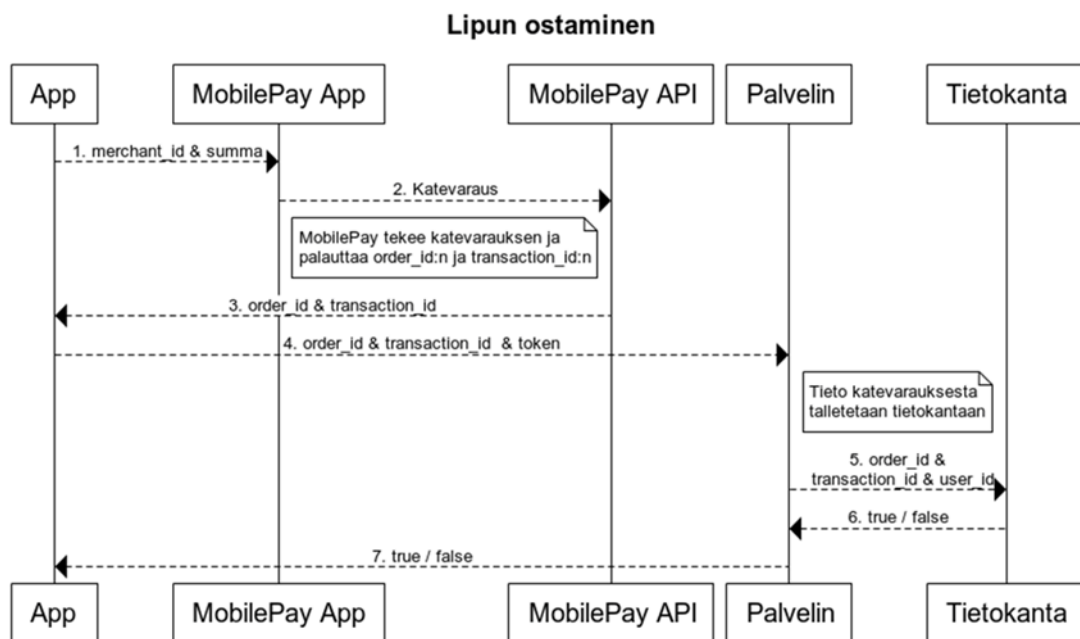 Lipun ostaminen
App
MobilePay App
MobilePay API
Palvelin
Tietokanta
1. merchant_id & summa
2. Katevaraus
MobilePay tekee katevarauksen ja
palauttaa order_id:n ja transaction_id:n
3. order_id & transaction_id
4. order_id & transaction_id & token
Tieto katevarauksesta
talletetaan tietokantaan
5. order_id &
transaction_id & user_id
6. true / false
7. true / false
App
MobilePay App
MobilePay API
Palvelin
Tietokanta